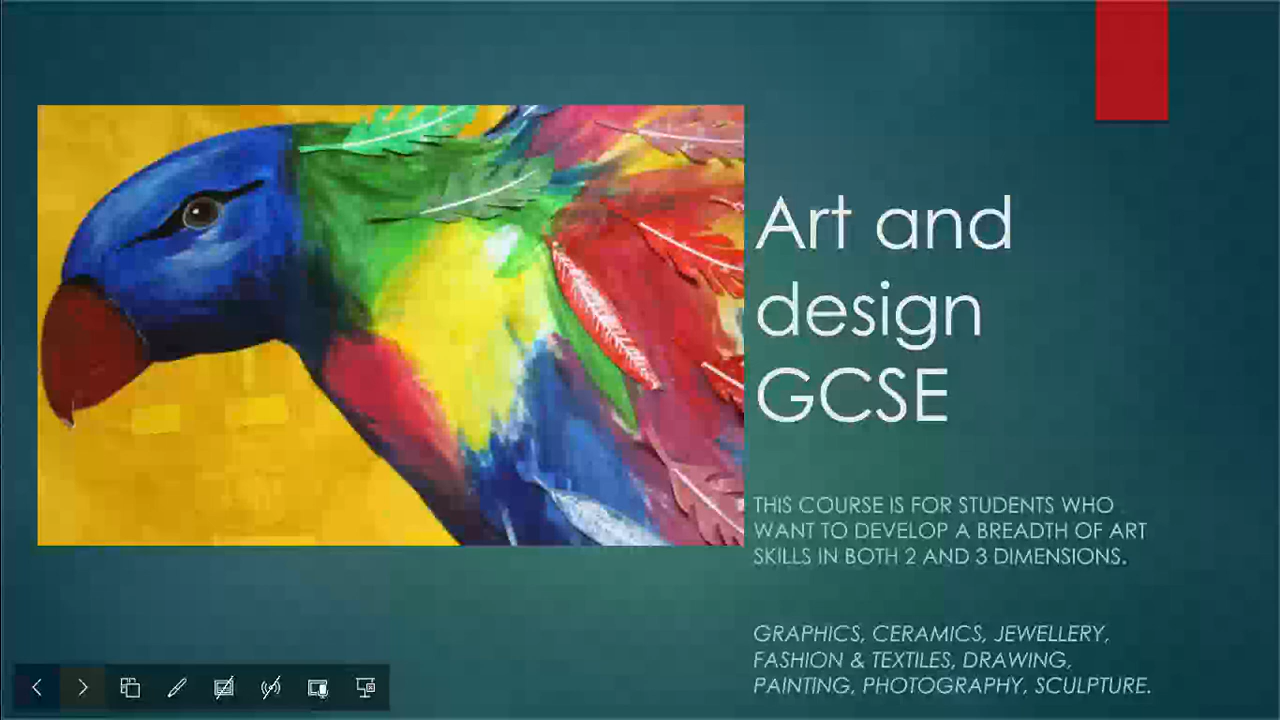 Art and
design
GCSE
THIS COURSE IS FOR STUDENTS WHO
WANT TO DEVELOP A BREADTH OF ART
SKILLS IN BOTH 2 AND 3 DIMENSIONS.
GRAPHICS, CERAMICS, JEWELLERY,
FASHION & TEXTILES, DRAWING,
PAINTING, PHOTOGRAPHY, SCULPTURE.